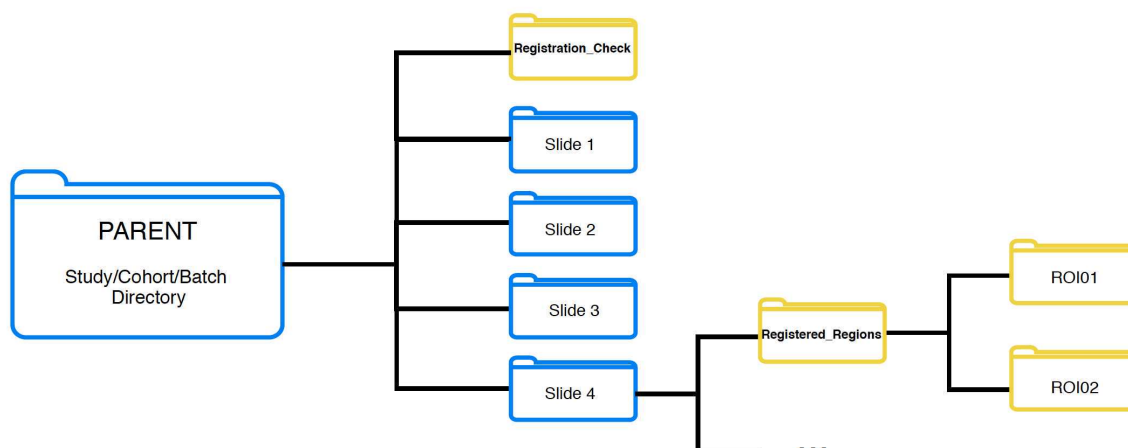 Registration_Check
Slide 1
PARENT
Slide 2
Study/Cohort/Batch
Directory
ROI01
Slide 3
Registered_Regions
Slide 4
ROI02